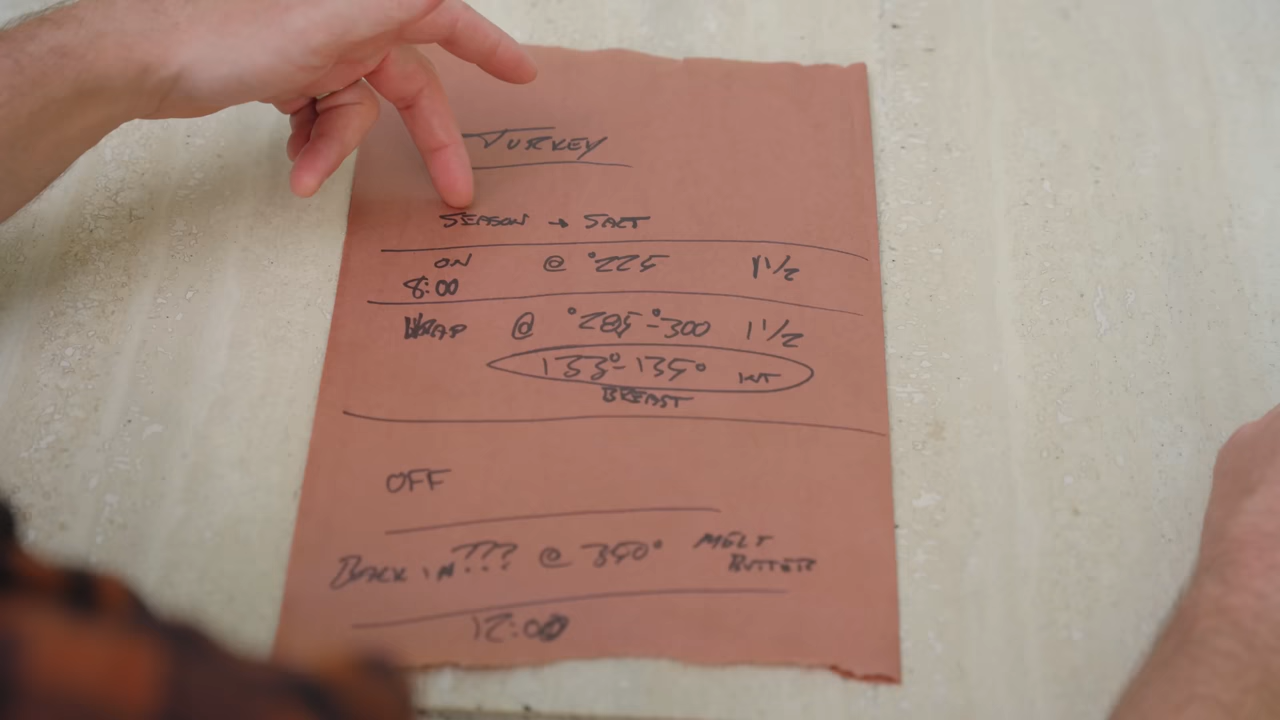 TURKEY
SEASON → SALT
ON @ °225 1 1/2
8:00
WRAP @ °285-°300 1 1/2
133°-135° INT
BREAST
OFF
BACK IN??? @ 350° MELT BUTTER
12:00